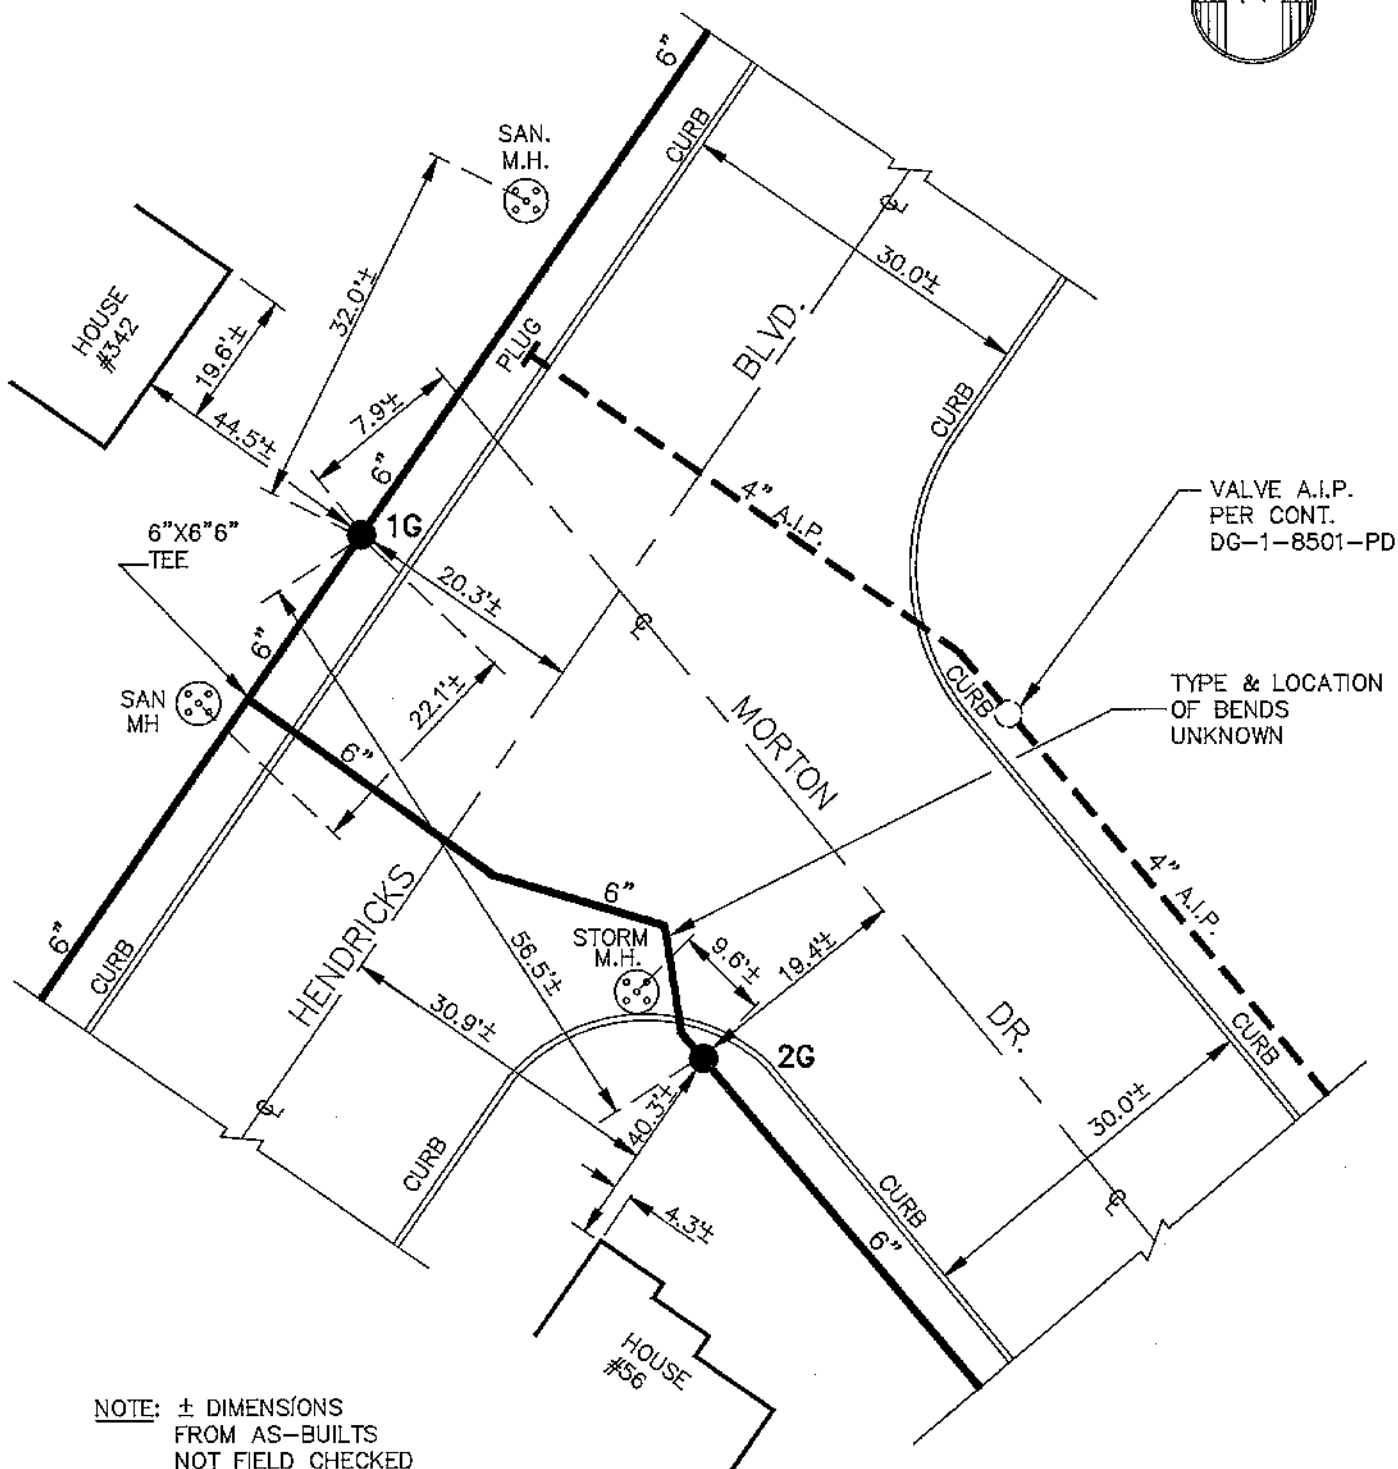 6"
CURB
SAN.
M.H.
℄
30.0'±
32.0'±
HOUSE
#342
19.6'±
44.5'±
7.9'±
PLUG
BLVD.
CURB
6"
4" A.I.P.
VALVE A.I.P.
PER CONT.
DG-1-8501-PD
6"X6"6"
TEE
1G
20.3'±
℄
6"
SAN
MH
22.1'±
CURB
TYPE & LOCATION
OF BENDS
UNKNOWN
MORTON
6"
4" A.I.P.
6"
HENDRICKS
6"
CURB
56.5'±
STORM
M.H.
9.6'±
19.4'±
30.9'±
DR.
CURB
2G
℄
40.3'±
30.0'±
CURB
CURB
℄
4.3'±
6"
HOUSE
#56
NOTE: ± DIMENSIONS
FROM AS-BUILTS
NOT FIELD CHECKED